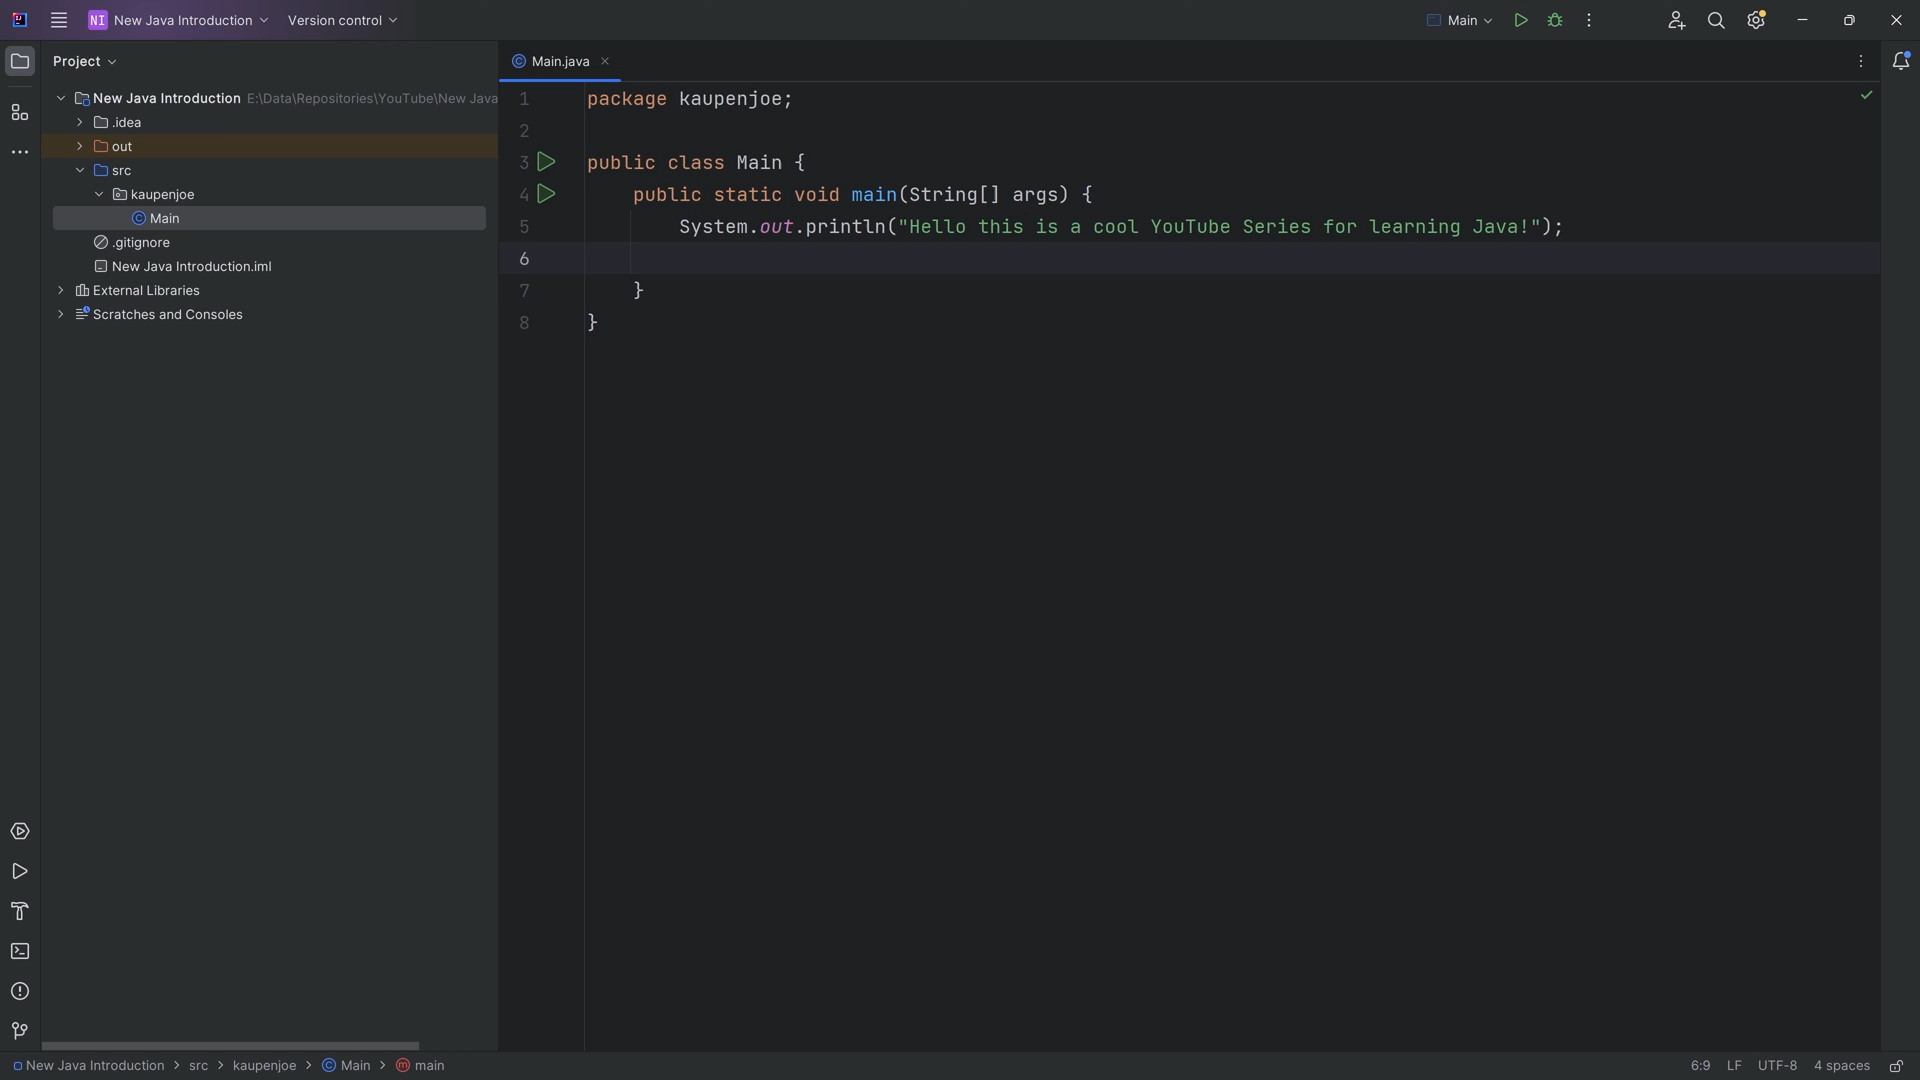 NI New Java Introduction Version control Main
Project
Main.java
New Java Introduction E:\Data\Repositories\YouTube\New Java
.idea
out
src
kaupenjoe
Main
.gitignore
New Java Introduction.iml
External Libraries
Scratches and Consoles
1 package kaupenjoe;
2
3 public class Main {
4 public static void main(String[] args) {
5 System.out.println("Hello this is a cool YouTube Series for learning Java!");
6
7 }
8 }
New Java Introduction src kaupenjoe Main main 6:9 LF UTF-8 4 spaces